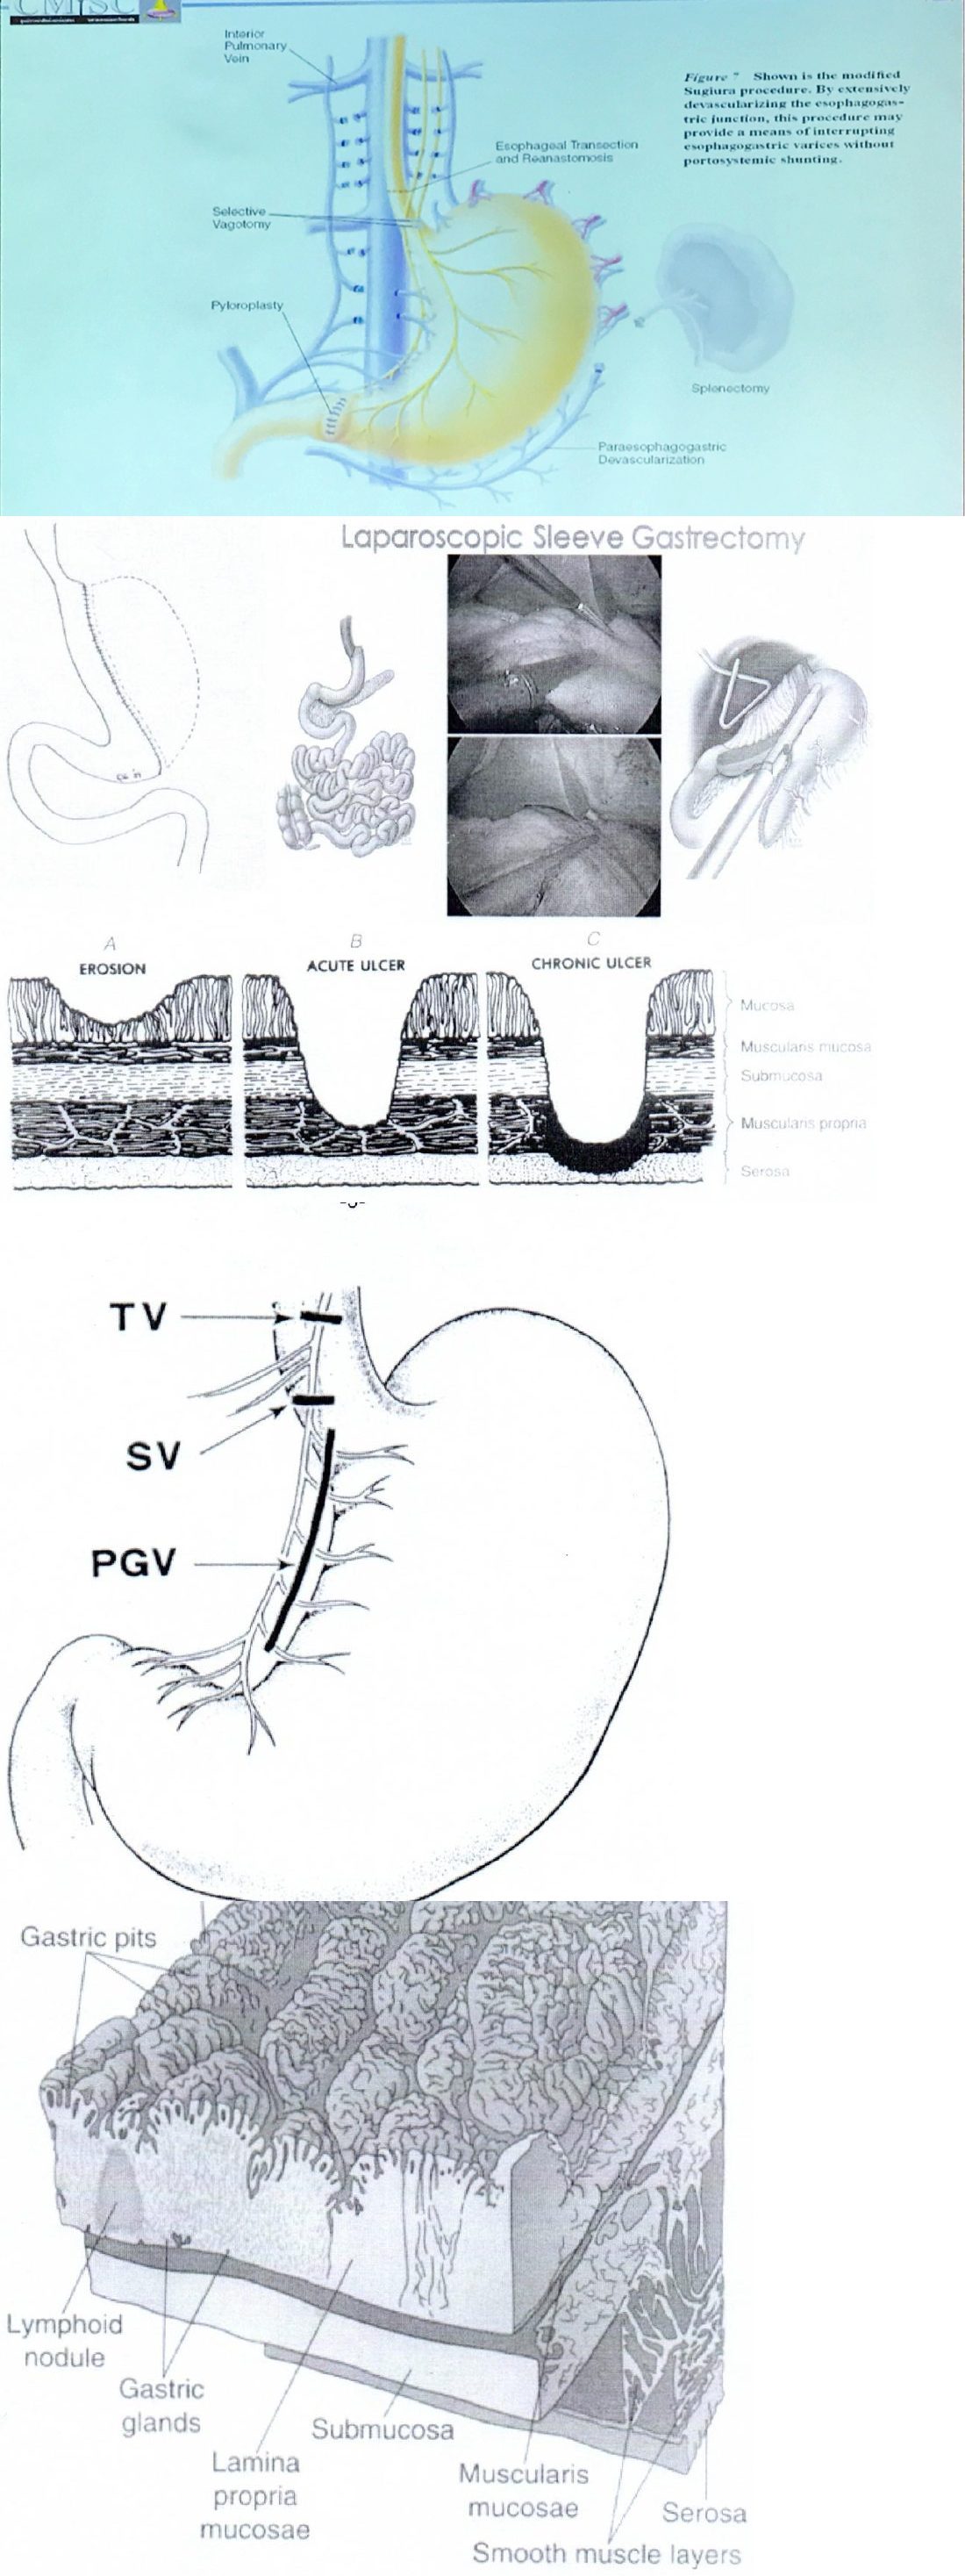 CMISC
Interior
Pulmonary
Vein
Figure 7 Shown is the modified
Sugiura procedure. By extensively
devascularizing the esophagogas-
tric junction, this procedure may
provide a means of interrupting
esophagogastric varices without
portosystemic shunting.
Esophageal Transection
and Reanastomosis
Selective
Vagotomy
Pyloroplasty
Splenectomy
Paraesophagogastric
Devascularization
Laparoscopic Sleeve Gastrectomy
A
EROSION
B
ACUTE ULCER
C
CHRONIC ULCER
Mucosa
Muscularis mucosa
Submucosa
Muscularis propria
Serosa
TV
SV
PGV
Gastric pits
Lymphoid
nodule
Gastric
glands
Lamina
propria
mucosae
Submucosa
Muscularis
mucosae
Serosa
Smooth muscle layers